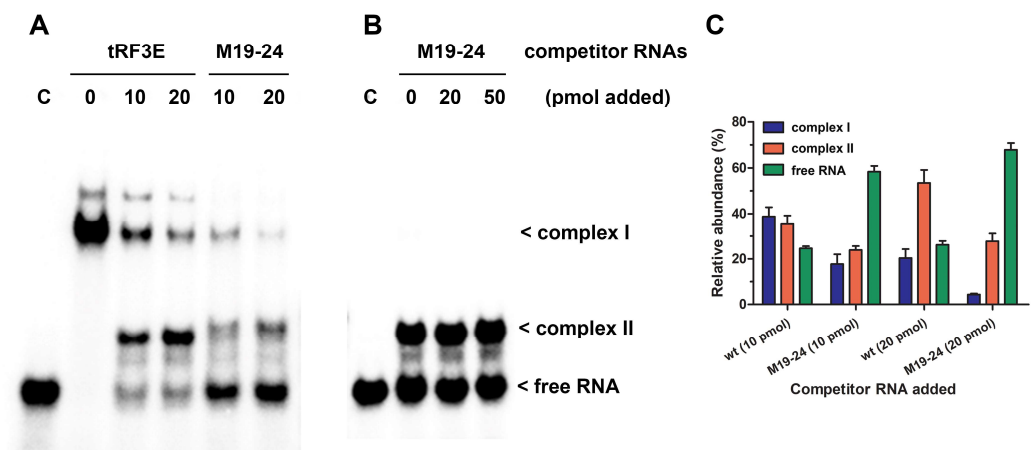 A
tRF3E M19-24
C 0 10 20 10 20
B
M19-24 competitor RNAs
C 0 20 50 (pmol added)
< complex I
< complex II
< free RNA
C
80
60
40
20
0
Relative abundance (%)
complex I
complex II
free RNA
wt (10 pmol)
M19-24 (10 pmol)
wt (20 pmol)
M19-24 (20 pmol)
Competitor RNA added